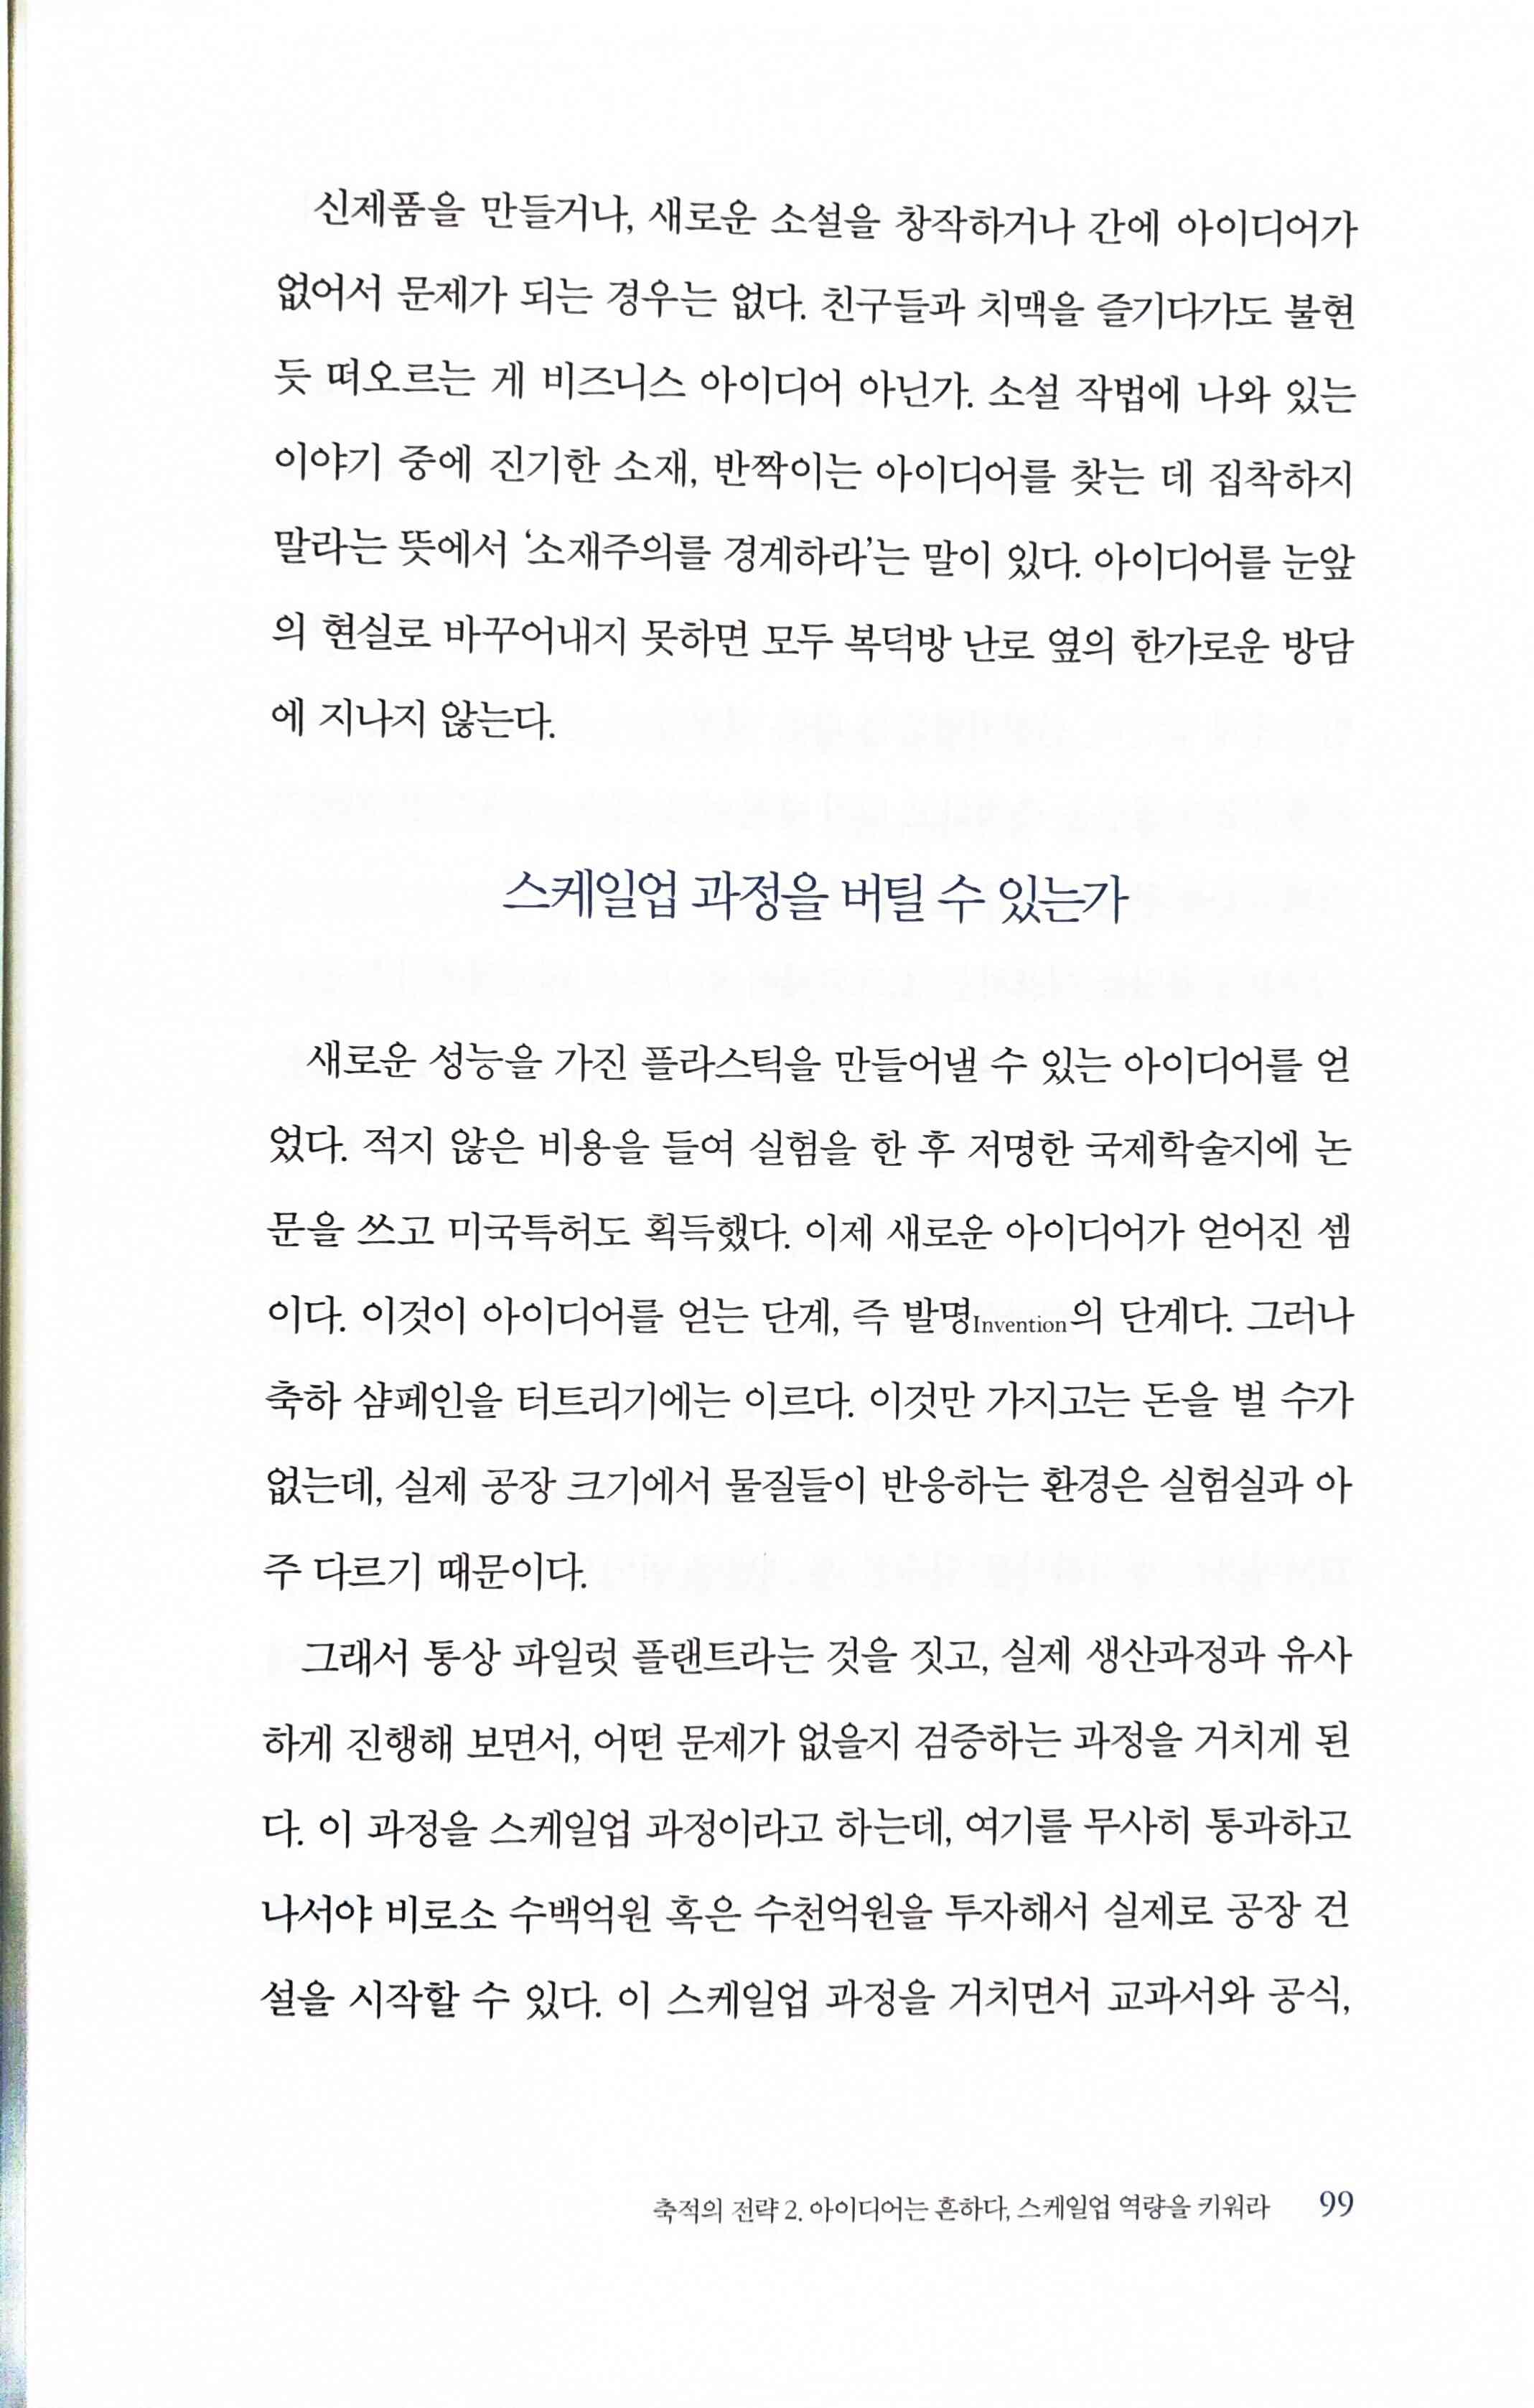 신제품을 만들거나, 새로운 소설을 창작하거나 간에 아이디어가
없어서 문제가 되는 경우는 없다. 친구들과 치맥을 즐기다가도 불현
듯 떠오르는 게 비즈니스 아이디어 아닌가. 소설 작법에 나와 있는
이야기 중에 진기한 소재, 반짝이는 아이디어를 찾는 데 집착하지
말라는 뜻에서 ‘소재주의를 경계하라’는 말이 있다. 아이디어를 눈앞
의 현실로 바꾸어내지 못하면 모두 복덕방 난로 옆의 한가로운 방담
에 지나지 않는다.
스케일업 과정을 버틸 수 있는가
새로운 성능을 가진 플라스틱을 만들어낼 수 있는 아이디어를 얻
었다. 적지 않은 비용을 들여 실험을 한 후 저명한 국제학술지에 논
문을 쓰고 미국특허도 획득했다. 이제 새로운 아이디어가 얻어진 셈
이다. 이것이 아이디어를 얻는 단계, 즉 발명Invention의 단계다. 그러나
축하 샴페인을 터트리기에는 이르다. 이것만 가지고는 돈을 벌 수가
없는데, 실제 공장 크기에서 물질들이 반응하는 환경은 실험실과 아
주 다르기 때문이다.
그래서 통상 파일럿 플랜트라는 것을 짓고, 실제 생산과정과 유사
하게 진행해 보면서, 어떤 문제가 없을지 검증하는 과정을 거치게 된
다. 이 과정을 스케일업 과정이라고 하는데, 여기를 무사히 통과하고
나서야 비로소 수백억원 혹은 수천억원을 투자해서 실제로 공장 건
설을 시작할 수 있다. 이 스케일업 과정을 거치면서 교과서와 공식,
축적의 전략 2. 아이디어는 흔하다, 스케일업 역량을 키워라 99